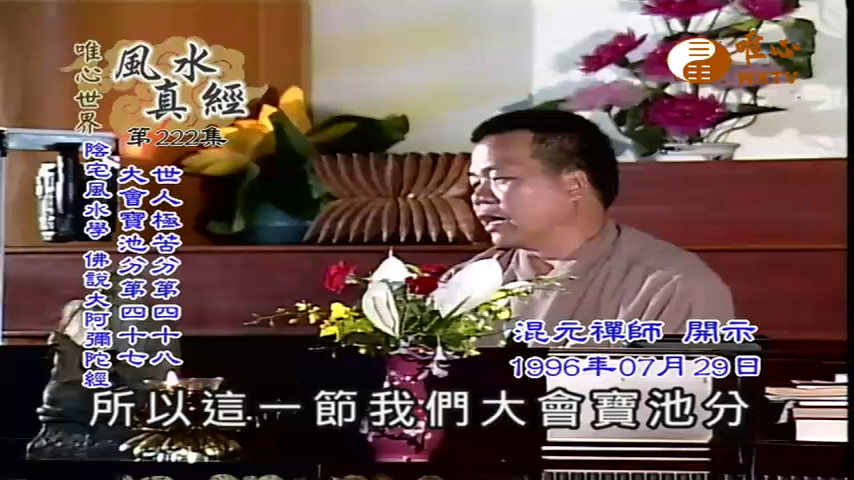 唯心世界
風水真經
第222集
陰宅風水學 佛說大阿彌陀經
世人極苦分第四十八
大會寶池分第四十七
唯心
WXTV
混元禪師 開示
1996年07月29日
所以這一節我們大會寶池分